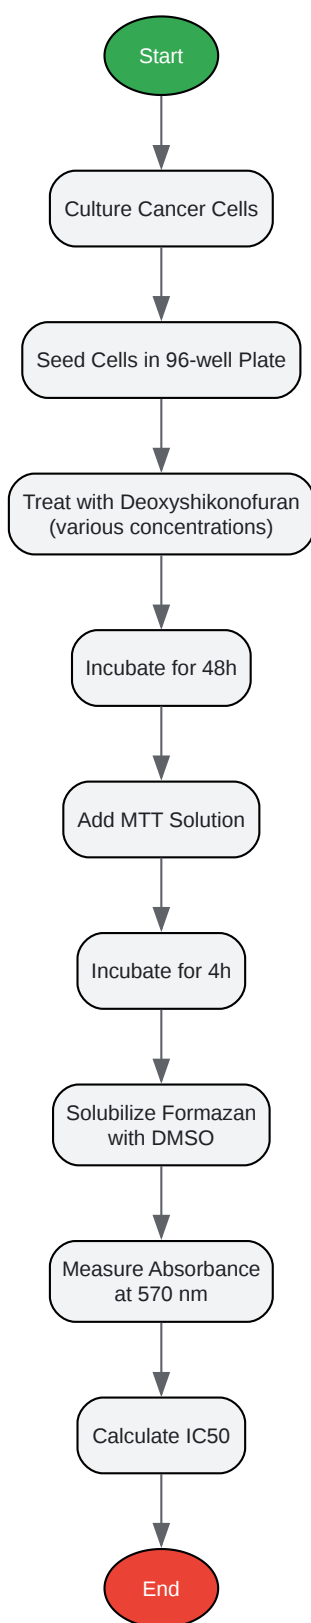 Start
Culture Cancer Cells
Seed Cells in 96-well Plate
Treat with Deoxyshikonofuran
(various concentrations)
Incubate for 48h
Add MTT Solution
Incubate for 4h
Solubilize Formazan
with DMSO
Measure Absorbance
at 570 nm
Calculate IC50
End